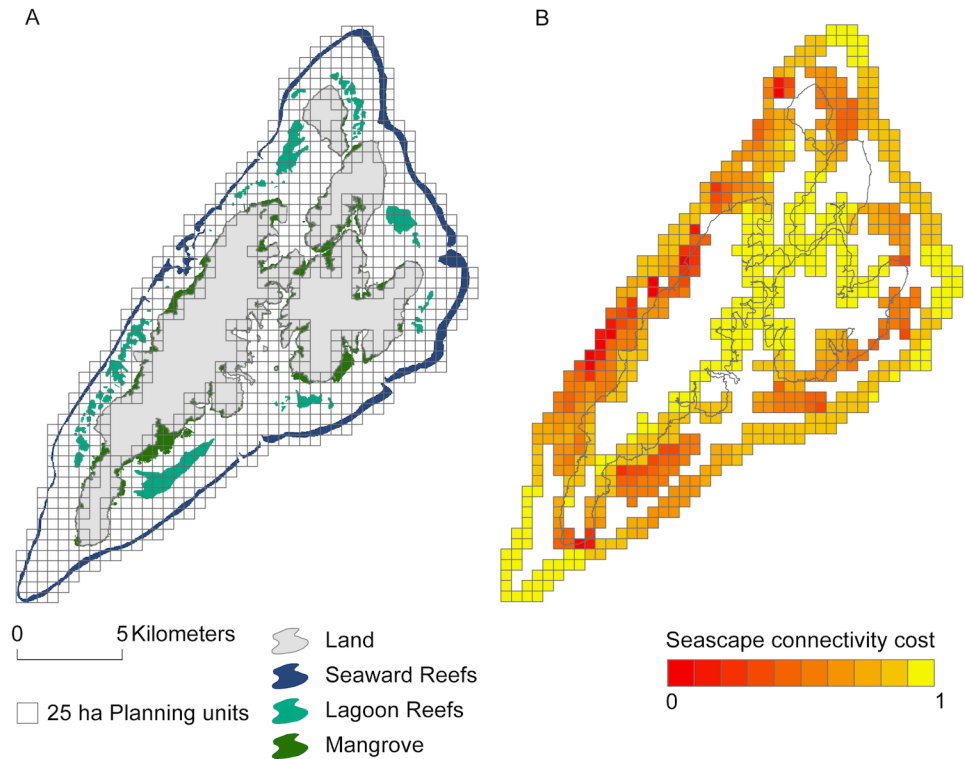 A
B
0 5 Kilometers
25 ha Planning units
Land
Seaward Reefs
Lagoon Reefs
Mangrove
Seascape connectivity cost
0 1